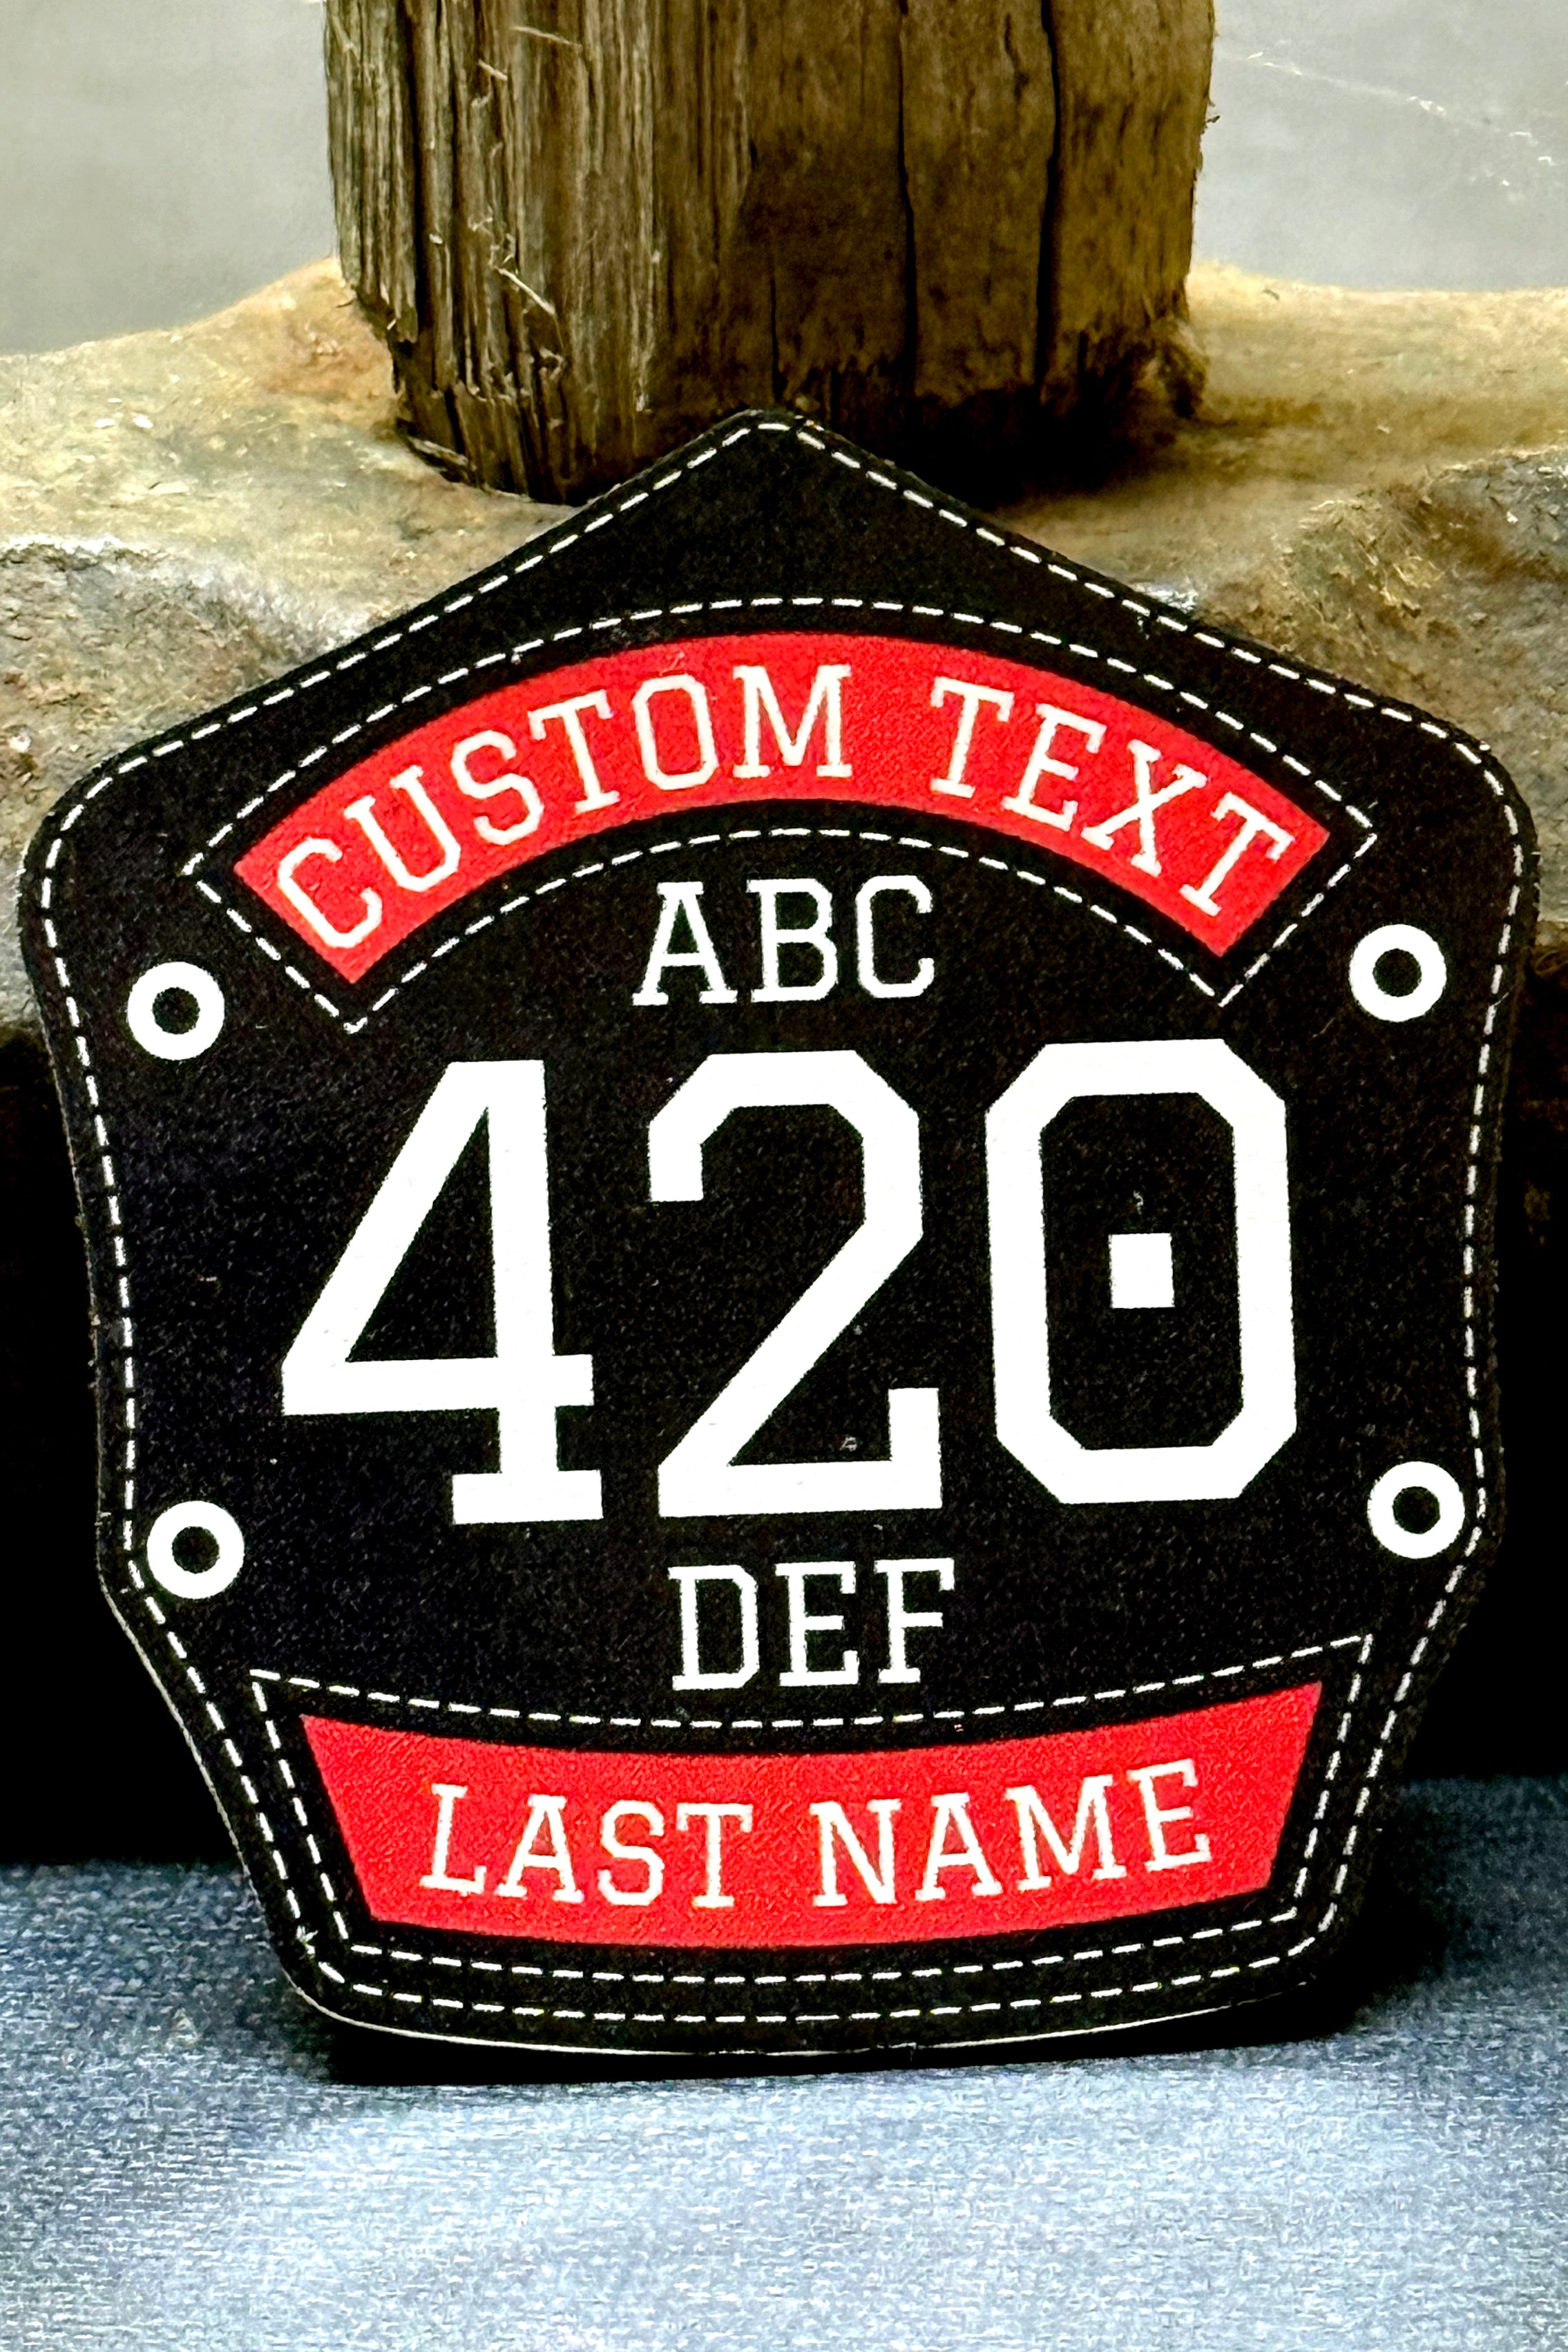 CUSTOM TEXT
ABC
420
DEF
LAST NAME